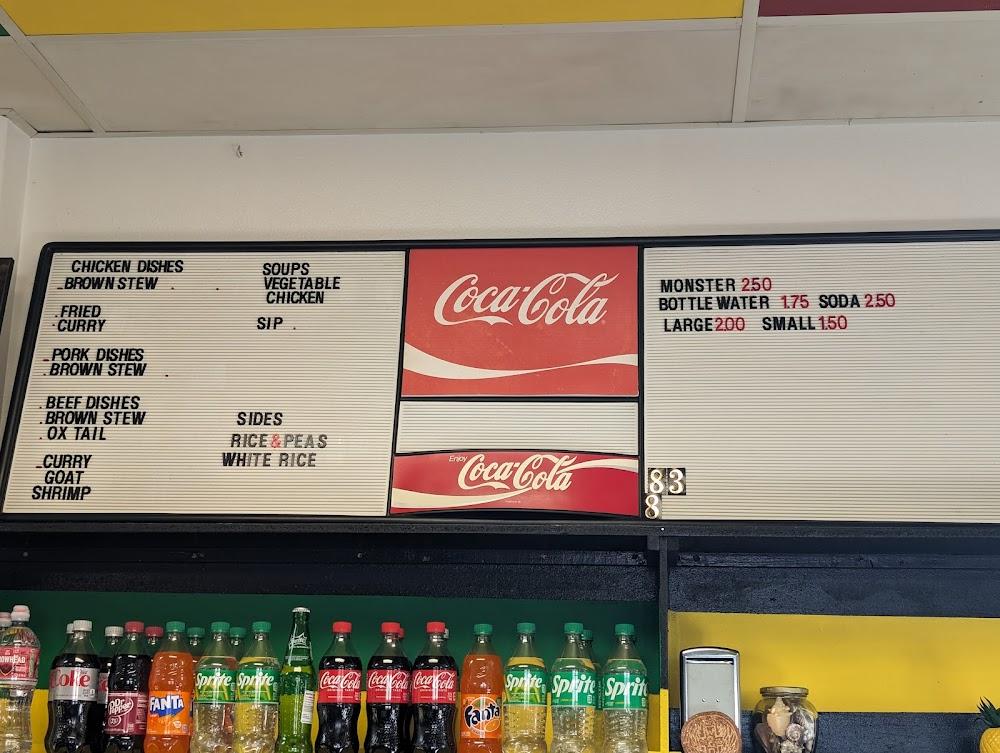 CHICKEN DISHES
BROWN STEW
FRIED
CURRY
PORK DISHES
BROWN STEW
BEEF DISHES
BROWN STEW
OX TAIL
CURRY
GOAT
SHRIMP
SOUPS
VEGETABLE
CHICKEN
SIP
SIDES
RICE & PEAS
WHITE RICE
Coca-Cola
Enjoy
Coca-Cola
MONSTER 2.50
BOTTLE WATER 1.75 SODA 2.50
LARGE 2.00 SMALL 1.50
83
8
Coke
FANTA
Sprite
Sprite
Coca-Cola
Coca-Cola
Coca-Cola
Fanta
Sprite
Sprite
Sprite